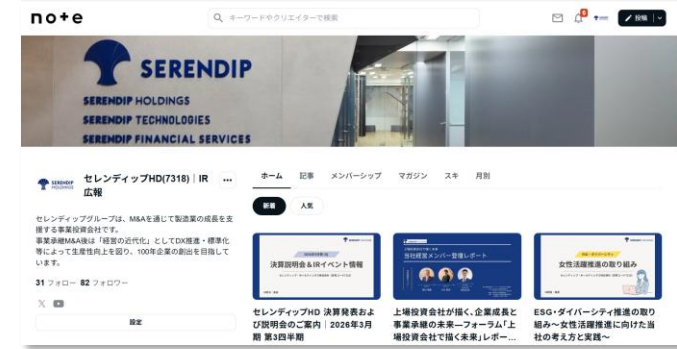 note
キーワードやクリエイターで検索
6
投稿
SERENDIP
SERENDIP HOLDINGS
SERENDIP TECHNOLOGIES
SERENDIP FINANCIAL SERVICES
SERENDIP
HOLDINGS
セレンディップHD(7318)｜IR
広報
セレンディップグループは、M&Aを通じて製造業の成長を支
援する事業投資会社です。
事業承継M&A後は「経営の近代化」としてDX推進・標準化
等によって生産性向上を図り、100年企業の創出を目指して
います。
31 フォロー 82 フォロワー
設定
ホーム 記事 メンバーシップ マガジン スキ 月別
新着 人気
決算説明会&IRイベント情報
セレンディップHD 決算発表およ
び説明会のご案内｜2026年3月
期 第3四半期
当社経営メンバー登壇レポート
上場投資会社が描く、企業成長と
事業承継の未来―フォーラム「上
場投資会社で描く未来」レポー…
ESG・ダイバーシティ
女性活躍推進の取り組み
ESG・ダイバーシティ推進の取り
組み～女性活躍推進に向けた当
社の考え方と実践～